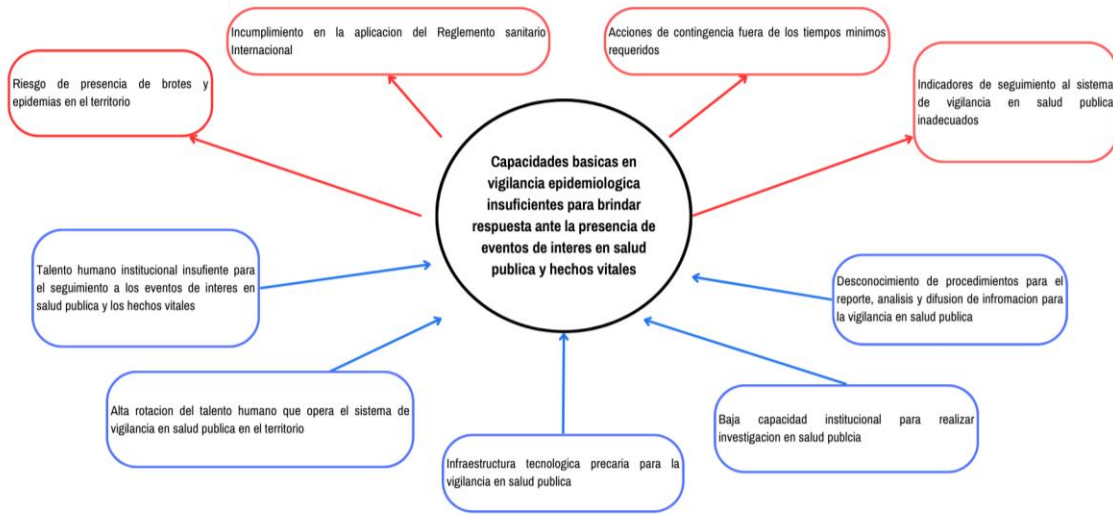 Incumplimiento en la aplicacion del Reglemento sanitario
Internacional
Acciones de contingencia fuera de los tiempos minimos
requeridos
Riesgo de presencia de brotes y
epidemias en el territorio
Indicadores de seguimiento al sistema
de vigilancia en salud publica
inadecuados
Capacidades basicas en
vigilancia epidemiologica
insuficientes para brindar
respuesta ante la presencia de
eventos de interes en salud
publica y hechos vitales
Talento humano institucional insufiente para
el seguimiento a los eventos de interes en
salud publica y los hechos vitales
Desconocimiento de procedimientos para el
reporte, analisis y difusion de infromacion para
la vigilancia en salud publica
Alta rotacion del talento humano que opera el sistema de
vigilancia en salud publica en el territorio
Baja capacidad institucional para realizar
investigacion en salud publcia
Infraestructura tecnologica precaria para la
vigilancia en salud publica